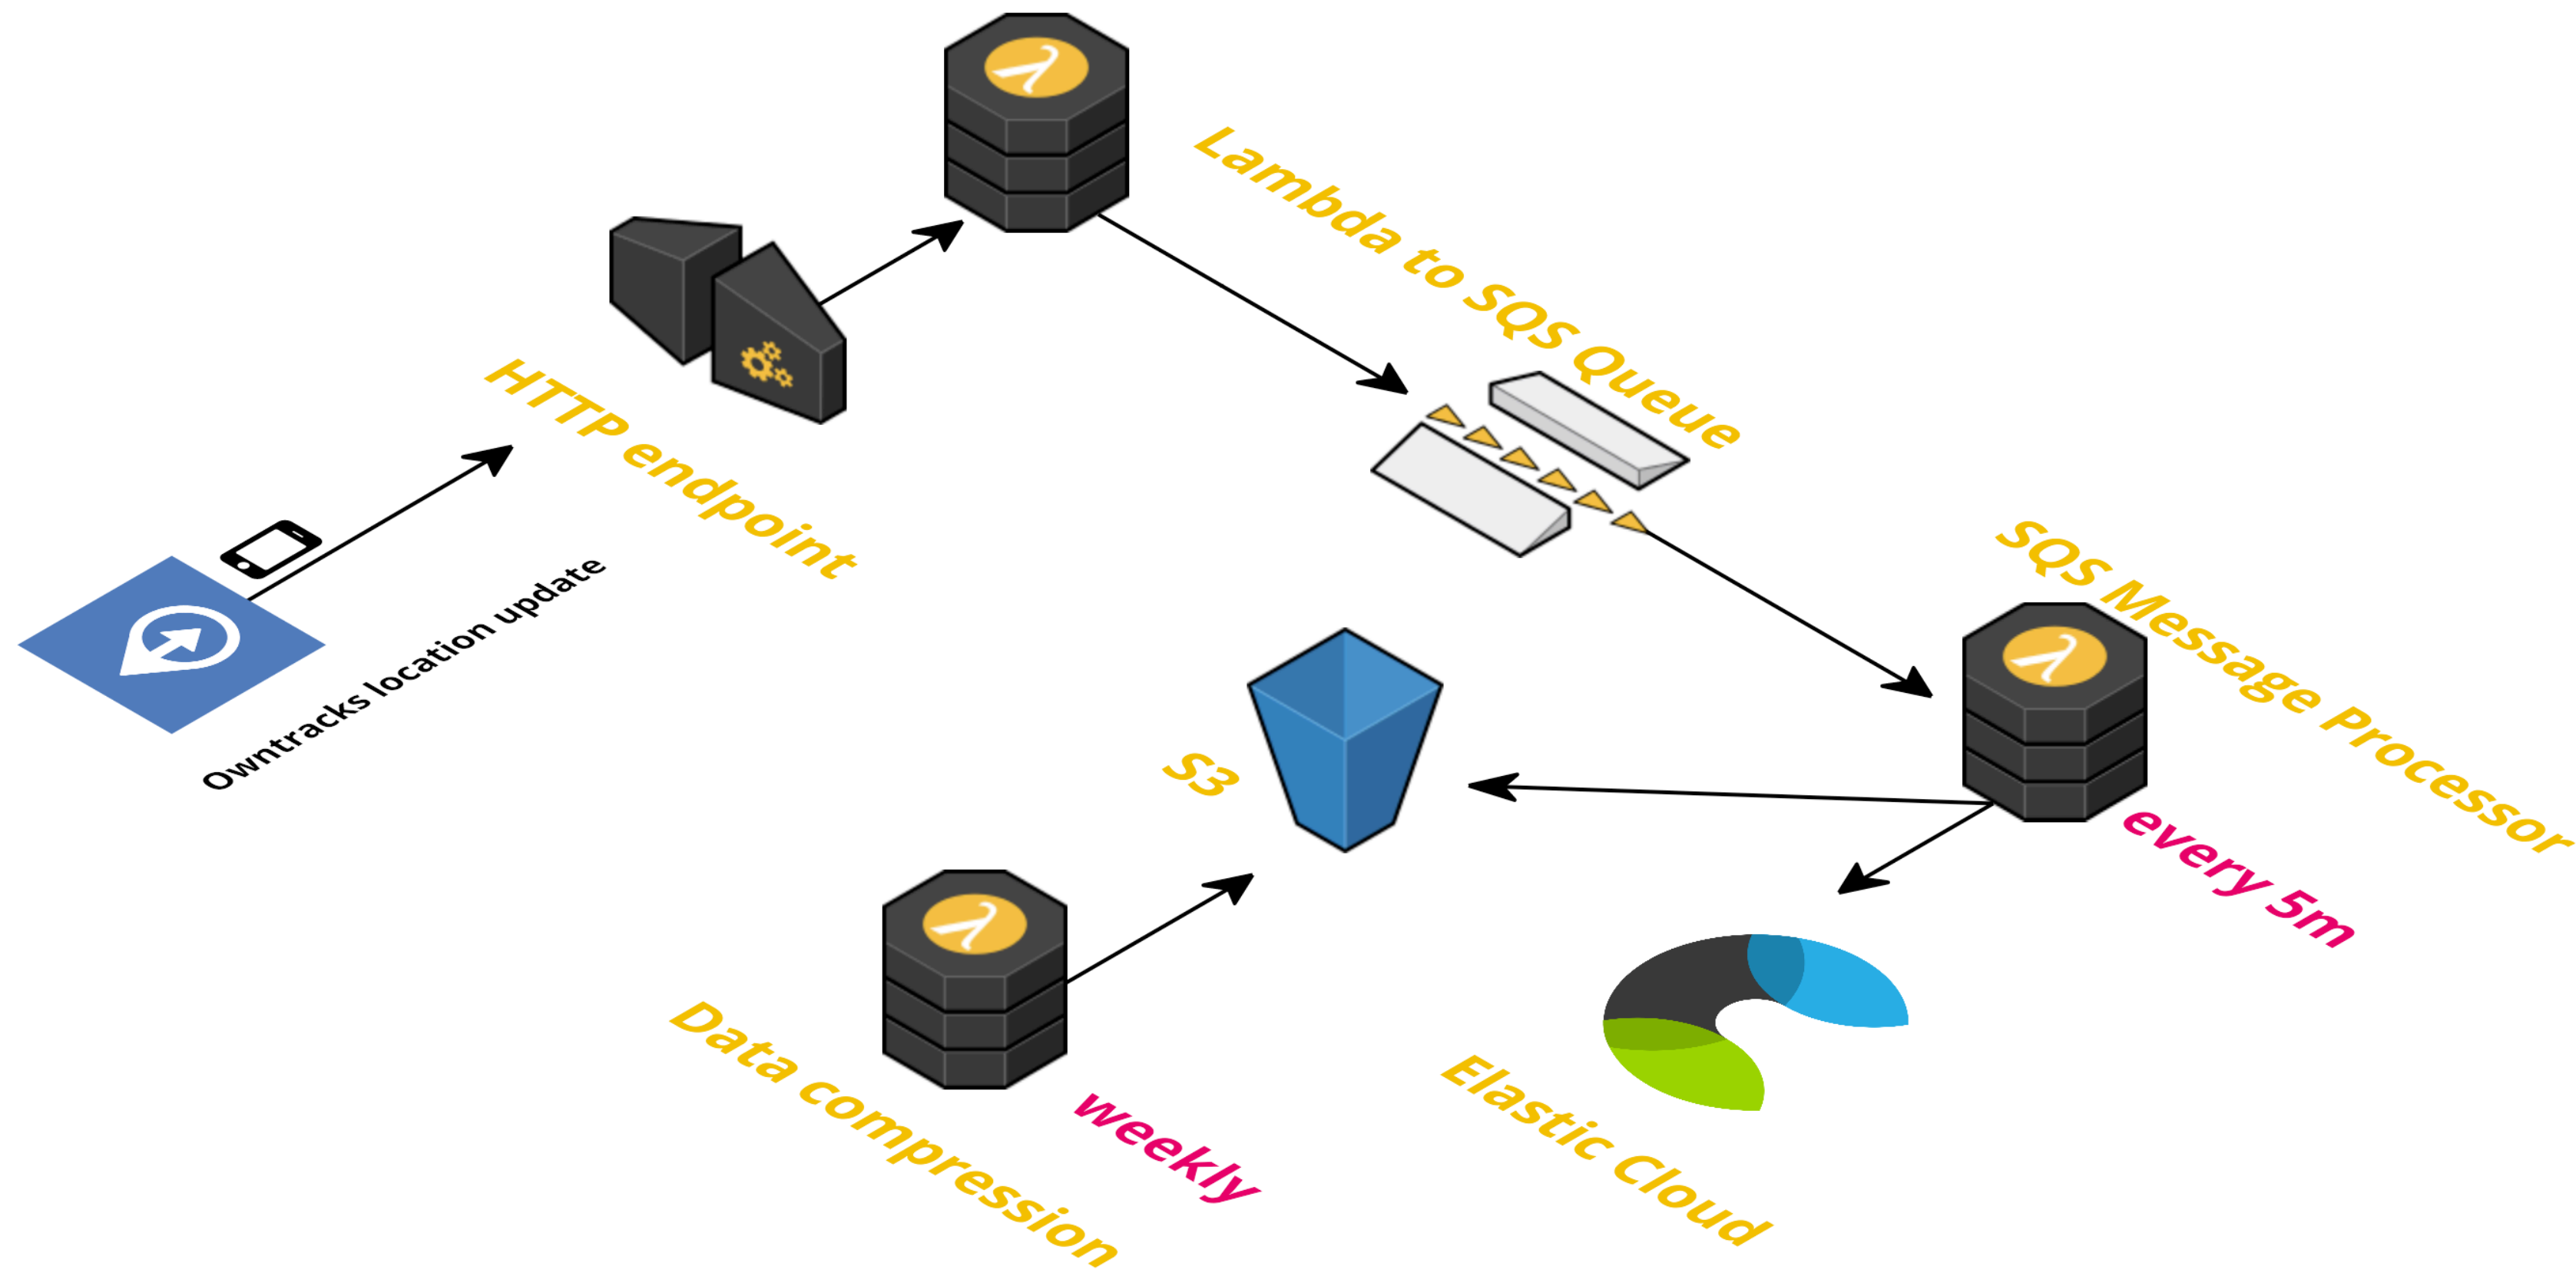 Lambda to SQS Queue
HTTP endpoint
Owntracks location update
SQS Message Processor
every 5m
S3
Data compression
weekly
Elastic Cloud